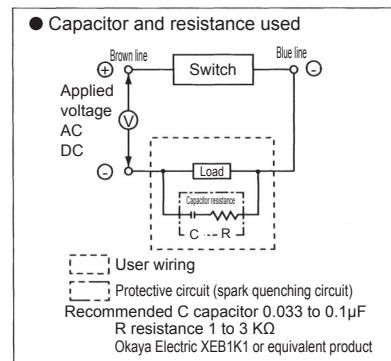 ● Capacitor and resistance used
Brown line
Blue line
⊕
Switch
⊖
Applied
voltage
AC
DC
V
⊖
Load
Capacitor resistance
C --- R
User wiring
Protective circuit (spark quenching circuit)
Recommended C capacitor 0.033 to 0.1μF
R resistance 1 to 3 KΩ
Okaya Electric XEB1K1 or equivalent product